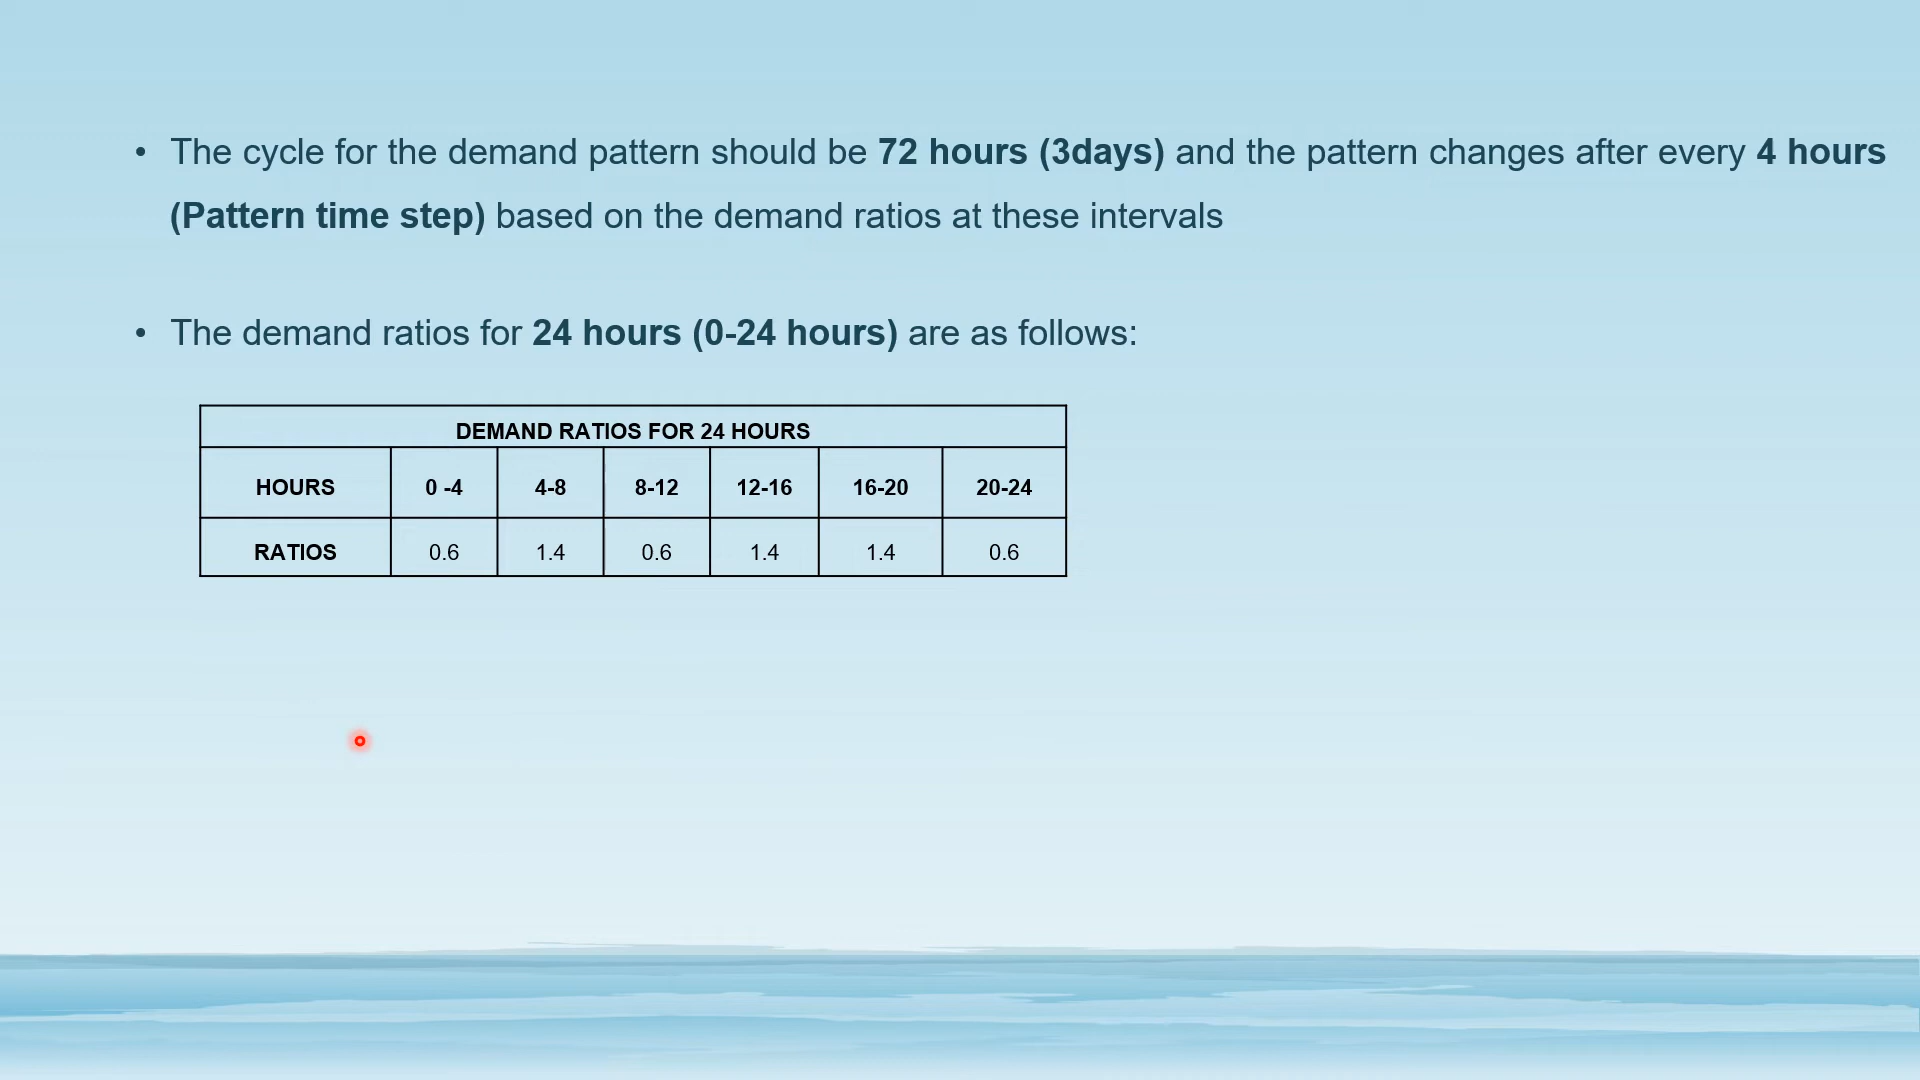 • The cycle for the demand pattern should be 72 hours (3days) and the pattern changes after every 4 hours
(Pattern time step) based on the demand ratios at these intervals
• The demand ratios for 24 hours (0-24 hours) are as follows:
DEMAND RATIOS FOR 24 HOURS
HOURS 0 -4 4-8 8-12 12-16 16-20 20-24
RATIOS 0.6 1.4 0.6 1.4 1.4 0.6